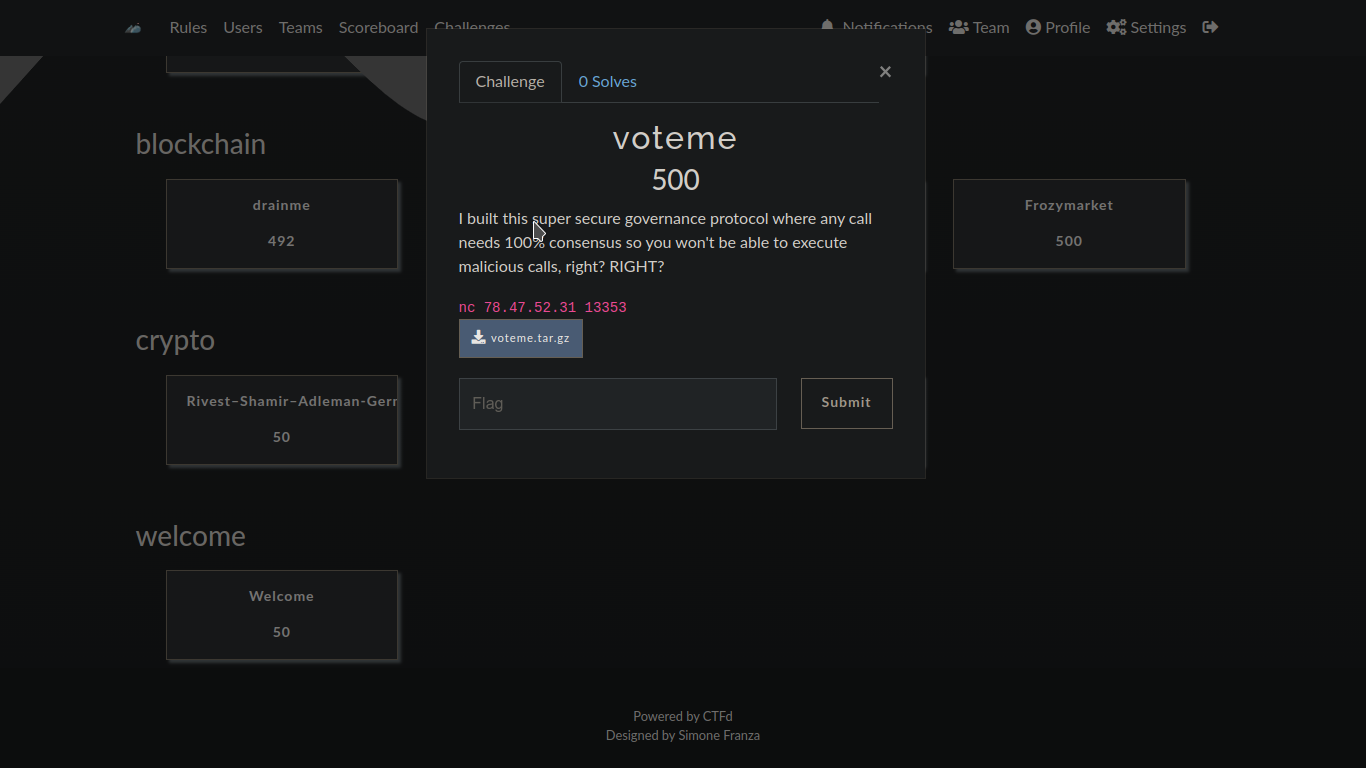 Rules Users Teams Scoreboard Challenges Notifications Team Profile Settings
Challenge 0 Solves ×
voteme
500
I built this super secure governance protocol where any call
needs 100% consensus so you won't be able to execute
malicious calls, right? RIGHT?
nc 78.47.52.31 13353
voteme.tar.gz
Flag Submit
blockchain
drainme
492
Frozymarket
500
crypto
Rivest–Shamir–Adleman-Ger
50
welcome
Welcome
50
Powered by CTFd
Designed by Simone Franza